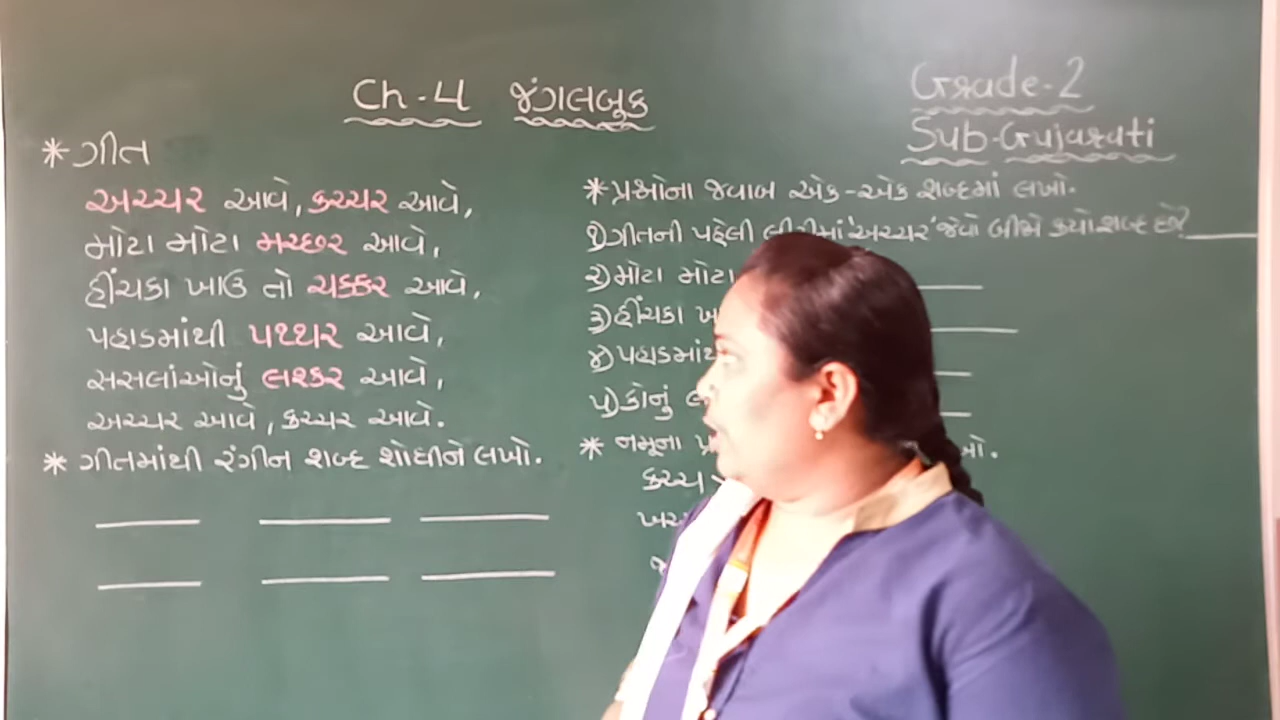 Ch-4 જંગલબૂક
Grade-2
Sub-Gujarati
* ગીત
અચ્ચર આવે, કચ્ચર આવે,
મોટા મોટા મચ્છર આવે,
હીંચકા ખાઉં તો ચક્કર આવે,
પહાડમાંથી પથ્થર આવે,
સસલાંઓનું લશ્કર આવે,
અચ્ચર આવે, કચ્ચર આવે.
* ગીતમાંથી રંગીન શબ્દ શોધીને લખો.
* પ્રશ્નોના જવાબ એક-એક શબ્દમાં લખો.
૧) ગીતની પહેલી લીટીમાં 'અચ્ચર' જેવો બીજો કયો શબ્દ છે?
૨) મોટા મોટા
૩) હીંચકા
૪)
૫) કોનું
* નમૂના
કચ્ચ